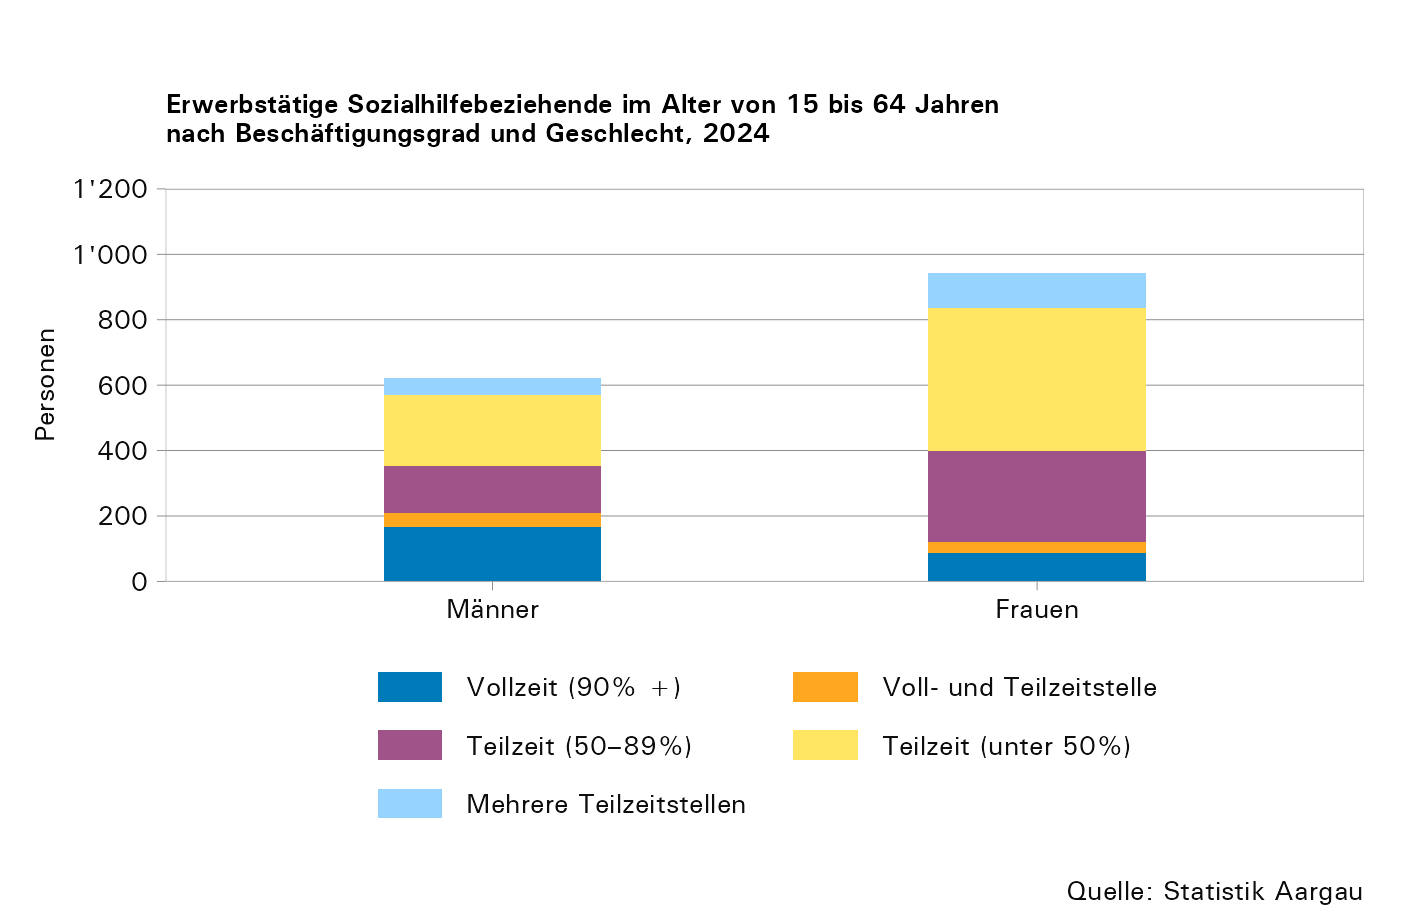 Erwerbstätige Sozialhilfebeziehende im Alter von 15 bis 64 Jahren
nach Beschäftigungsgrad und Geschlecht, 2024
Personen
1'200
1'000
800
600
400
200
0
Männer
Frauen
Vollzeit (90% +)
Voll- und Teilzeitstelle
Teilzeit (50–89%)
Teilzeit (unter 50%)
Mehrere Teilzeitstellen
Quelle: Statistik Aargau